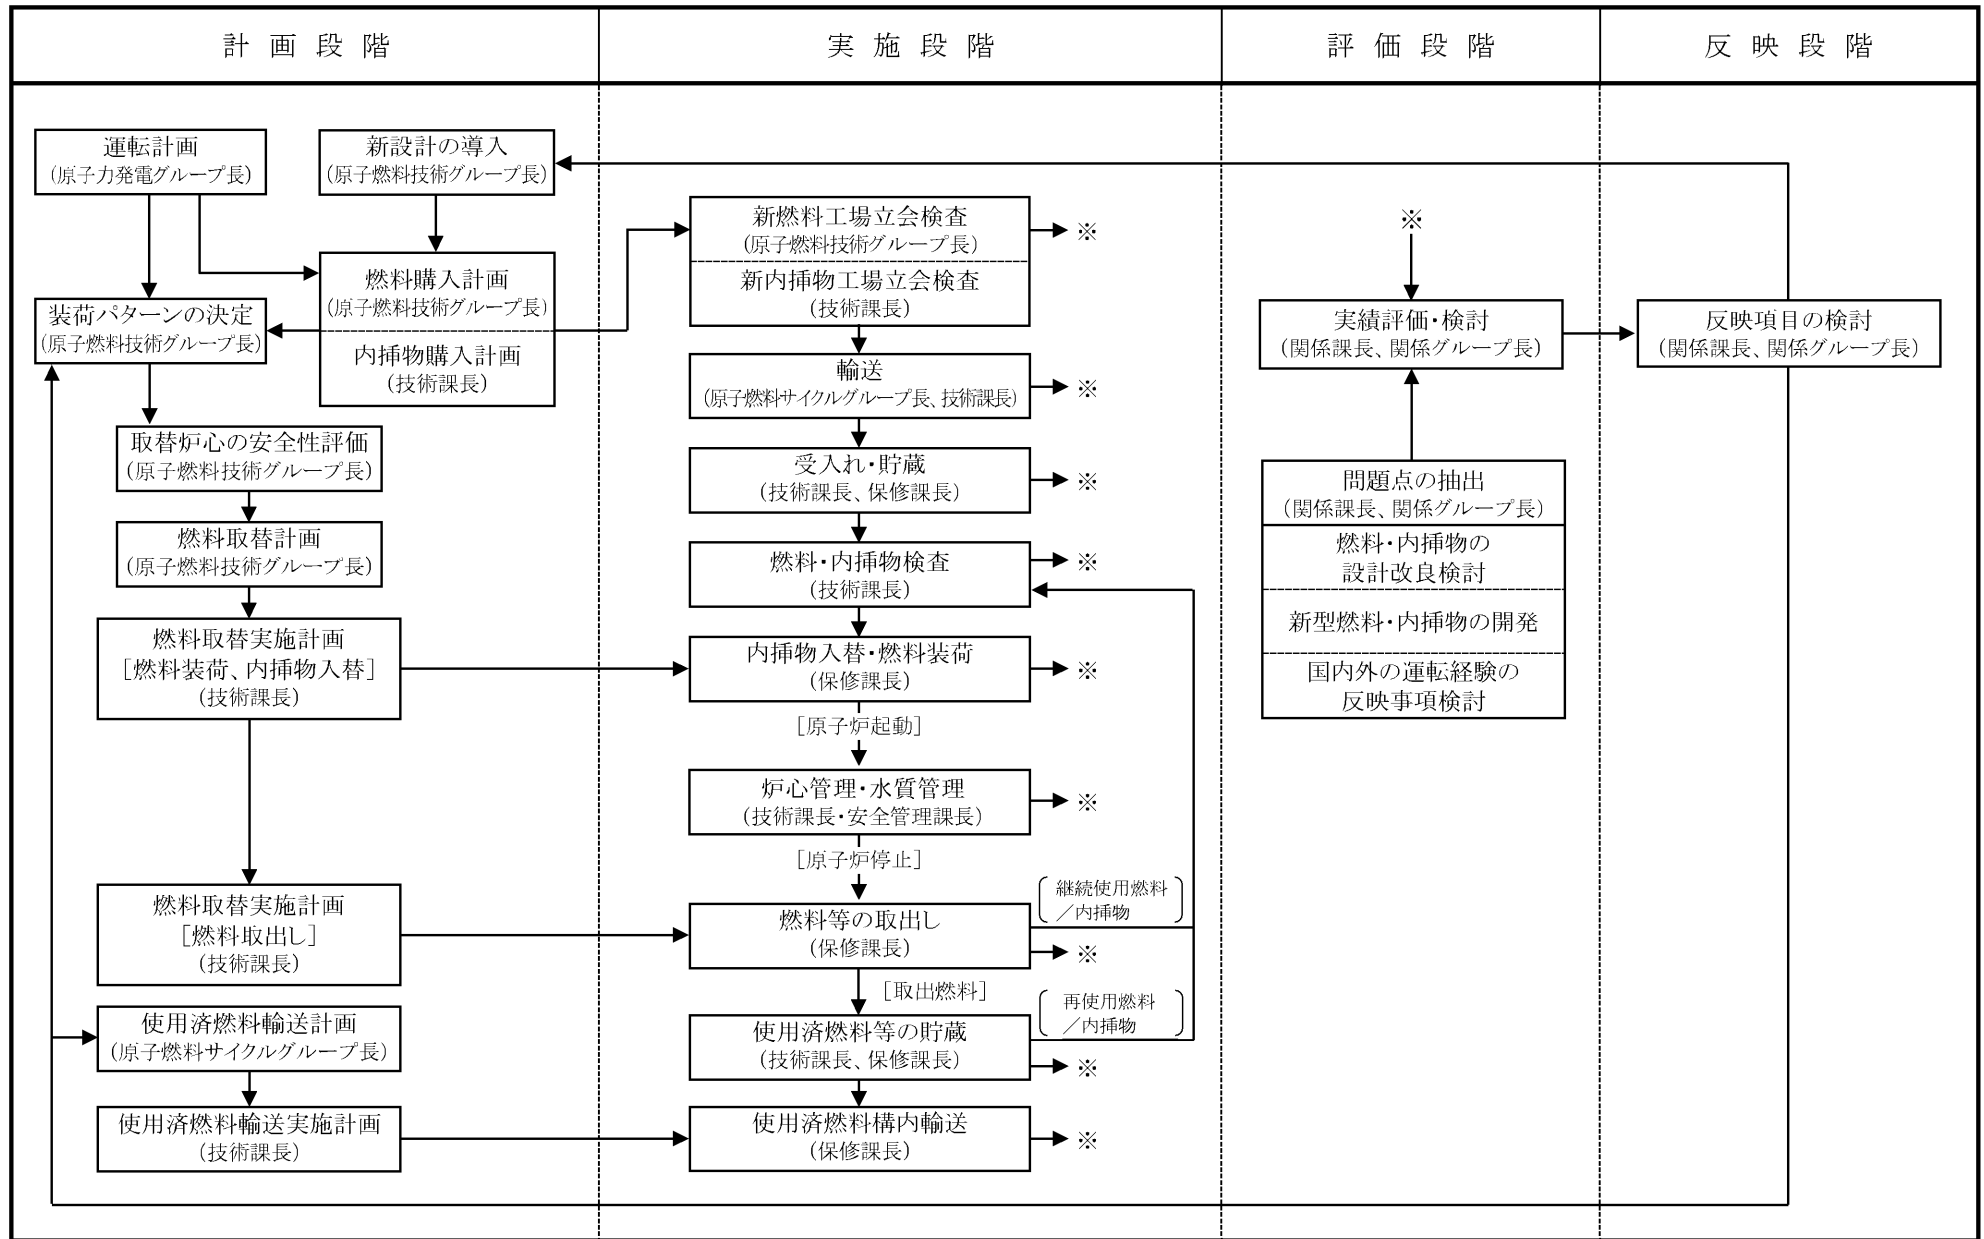 計画段階
実施段階
評価段階
反映段階
運転計画
(原子力発電グループ長)
新設計の導入
(原子燃料技術グループ長)
燃料購入計画
(原子燃料技術グループ長)
内挿物購入計画
(技術課長)
装荷パターンの決定
(原子燃料技術グループ長)
取替炉心の安全性評価
(原子燃料技術グループ長)
燃料取替計画
(原子燃料技術グループ長)
燃料取替実施計画
[燃料装荷、内挿物入替]
(技術課長)
燃料取替実施計画
[燃料取出し]
(技術課長)
使用済燃料輸送計画
(原子燃料サイクルグループ長)
使用済燃料輸送実施計画
(技術課長)
新燃料工場立会検査
(原子燃料技術グループ長)
※
新内挿物工場立会検査
(技術課長)
輸送
(原子燃料サイクルグループ長、技術課長)
※
受入れ・貯蔵
(技術課長、保修課長)
※
燃料・内挿物検査
(技術課長)
※
内挿物入替・燃料装荷
(保修課長)
※
[原子炉起動]
炉心管理・水質管理
(技術課長・安全管理課長)
※
[原子炉停止]
継続使用燃料
/内挿物
燃料等の取出し
(保修課長)
※
[取出燃料]
再使用燃料
/内挿物
使用済燃料等の貯蔵
(技術課長、保修課長)
※
使用済燃料構内輸送
(保修課長)
※
※
実績評価・検討
(関係課長、関係グループ長)
問題点の抽出
(関係課長、関係グループ長)
燃料・内挿物の
設計改良検討
新型燃料・内挿物の開発
国内外の運転経験の
反映事項検討
反映項目の検討
(関係課長、関係グループ長)